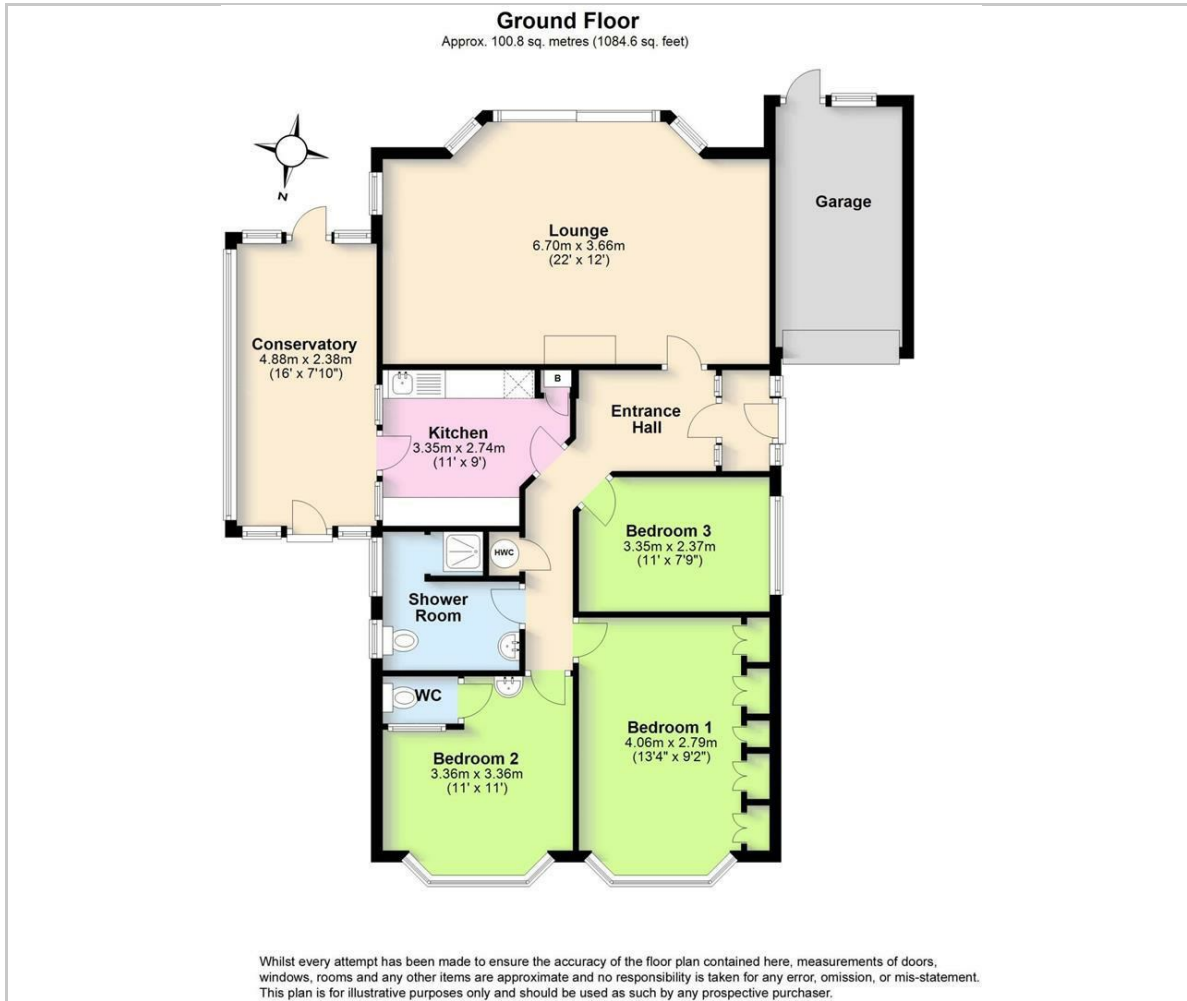 Ground Floor
Approx. 100.8 sq. metres (1084.6 sq. feet)
N
Garage
Lounge
6.70m x 3.66m
(22' x 12')
Conservatory
4.88m x 2.38m
(16' x 7'10")
B
Entrance
Hall
Kitchen
3.35m x 2.74m
(11' x 9')
Bedroom 3
3.35m x 2.37m
(11' x 7'9")
HWC
Shower
Room
WC
Bedroom 1
4.06m x 2.79m
(13'4" x 9'2")
Bedroom 2
3.36m x 3.36m
(11' x 11')
Whilst every attempt has been made to ensure the accuracy of the floor plan contained here, measurements of doors,
windows, rooms and any other items are approximate and no responsibility is taken for any error, omission, or mis-statement.
This plan is for illustrative purposes only and should be used as such by any prospective purchaser.